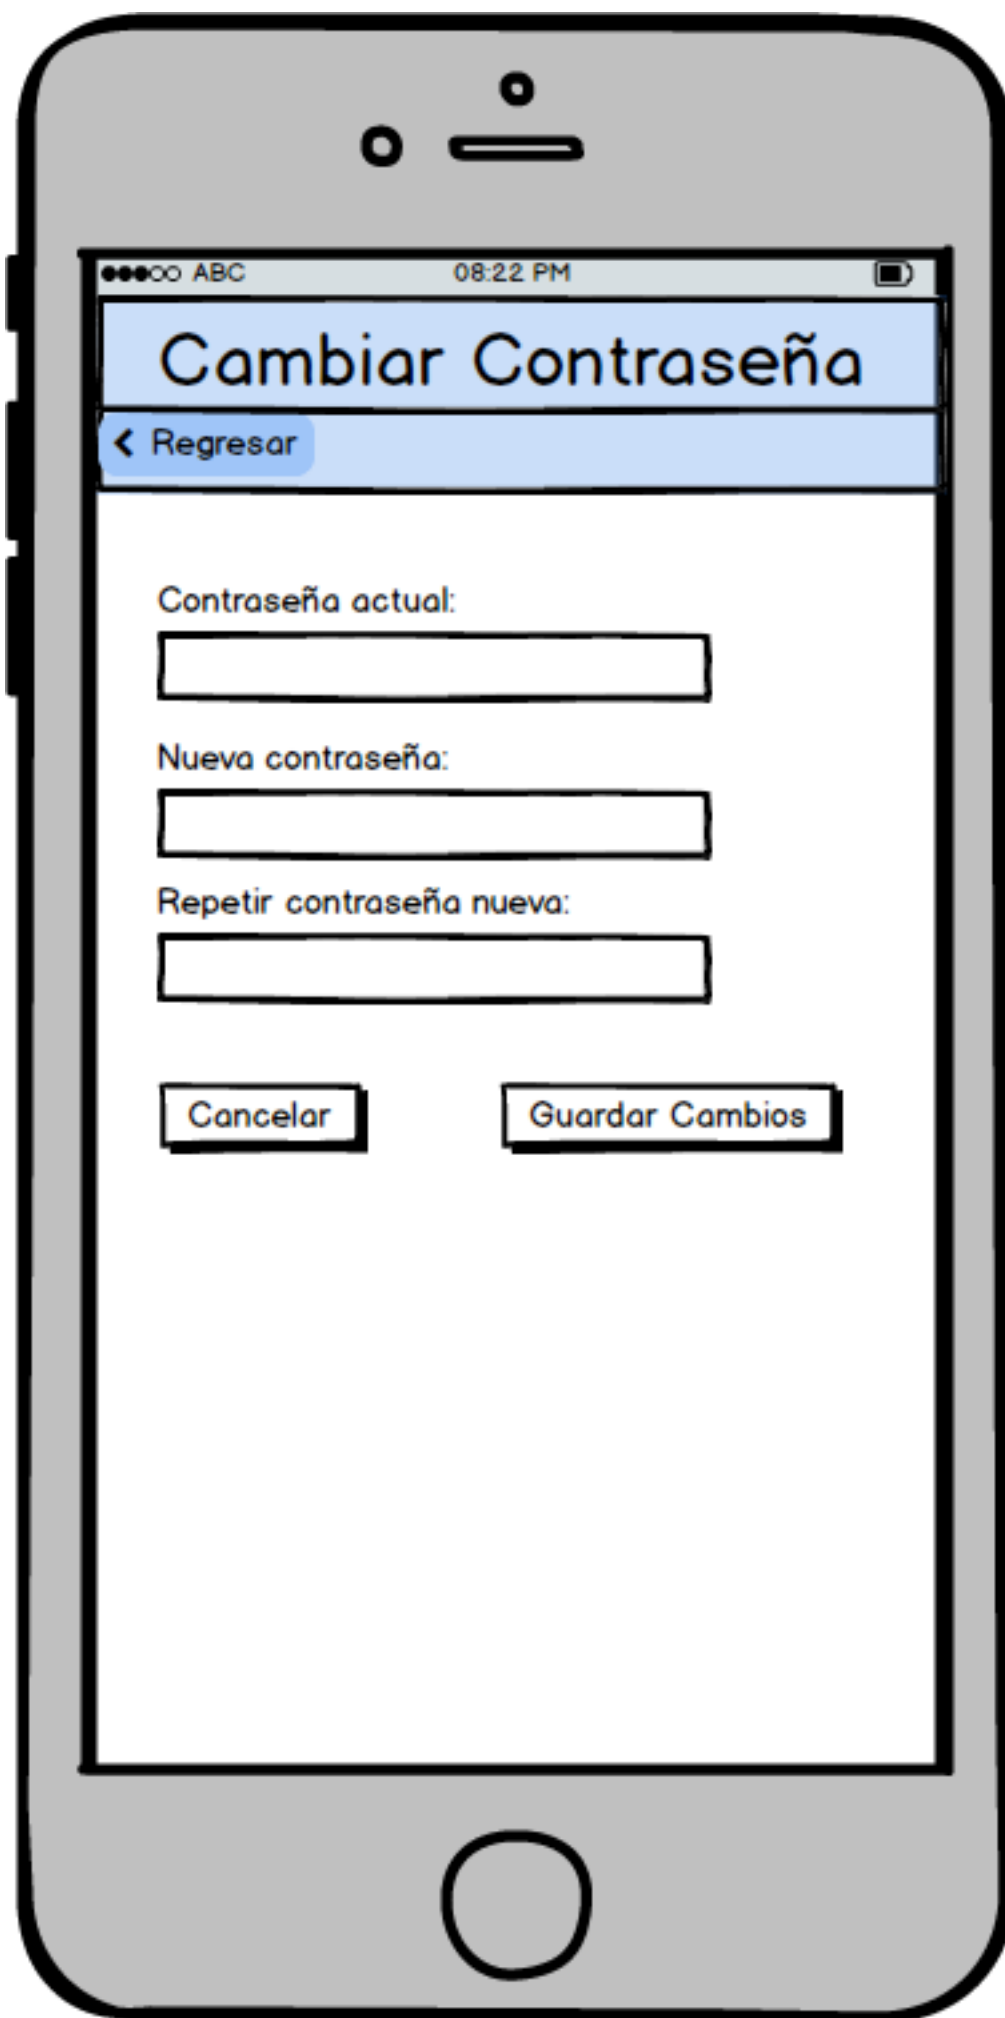 ABC 08:22 PM
Cambiar Contraseña
Regresar
Contraseña actual:
Nueva contraseña:
Repetir contraseña nueva:
Cancelar Guardar Cambios